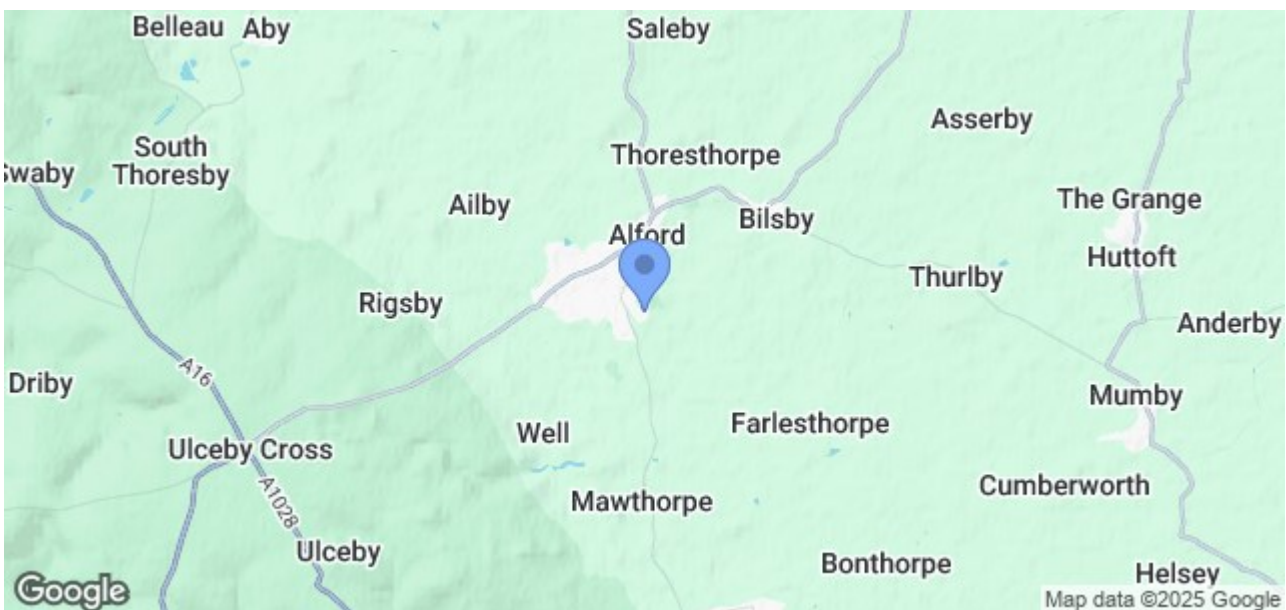 Belleau
Aby
Saleby
Asserby
South
Thoresby
Thoresthorpe
Swaby
Ailby
The Grange
Bilsby
Alford
Huttoft
Thurlby
Rigsby
Anderby
A16
Driby
Mumby
Farlesthorpe
Well
Ulceby Cross
Cumberworth
Mawthorpe
A1028
Ulceby
Bonthorpe
Helsey
Google
Map data ©2025 Google